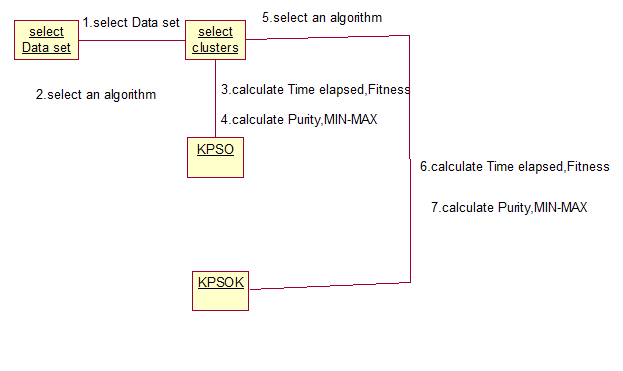 5.select an algorithm
1.select Data set
select
Data set
select
clusters
2.select an algorithm
3.calculate Time elapsed,Fitness
4.calculate Purity,MIN-MAX
KPSO
6.calculate Time elapsed,Fitness
7.calculate Purity,MIN-MAX
KPSOK